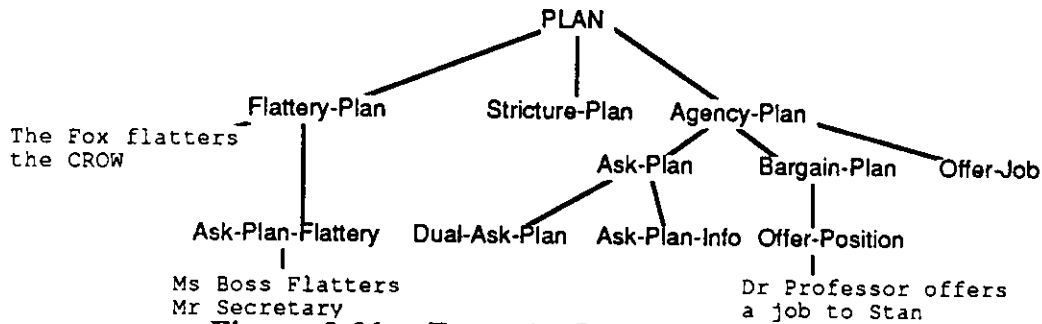 PLAN
Flattery-Plan Stricture-Plan Agency-Plan
The Fox flatters
the CROW
Ask-Plan Bargain-Plan Offer-Job
Ask-Plan-Flattery Dual-Ask-Plan Ask-Plan-Info Offer-Position
Ms Boss Flatters
Mr Secretary
Dr Professor offers
a job to Stan